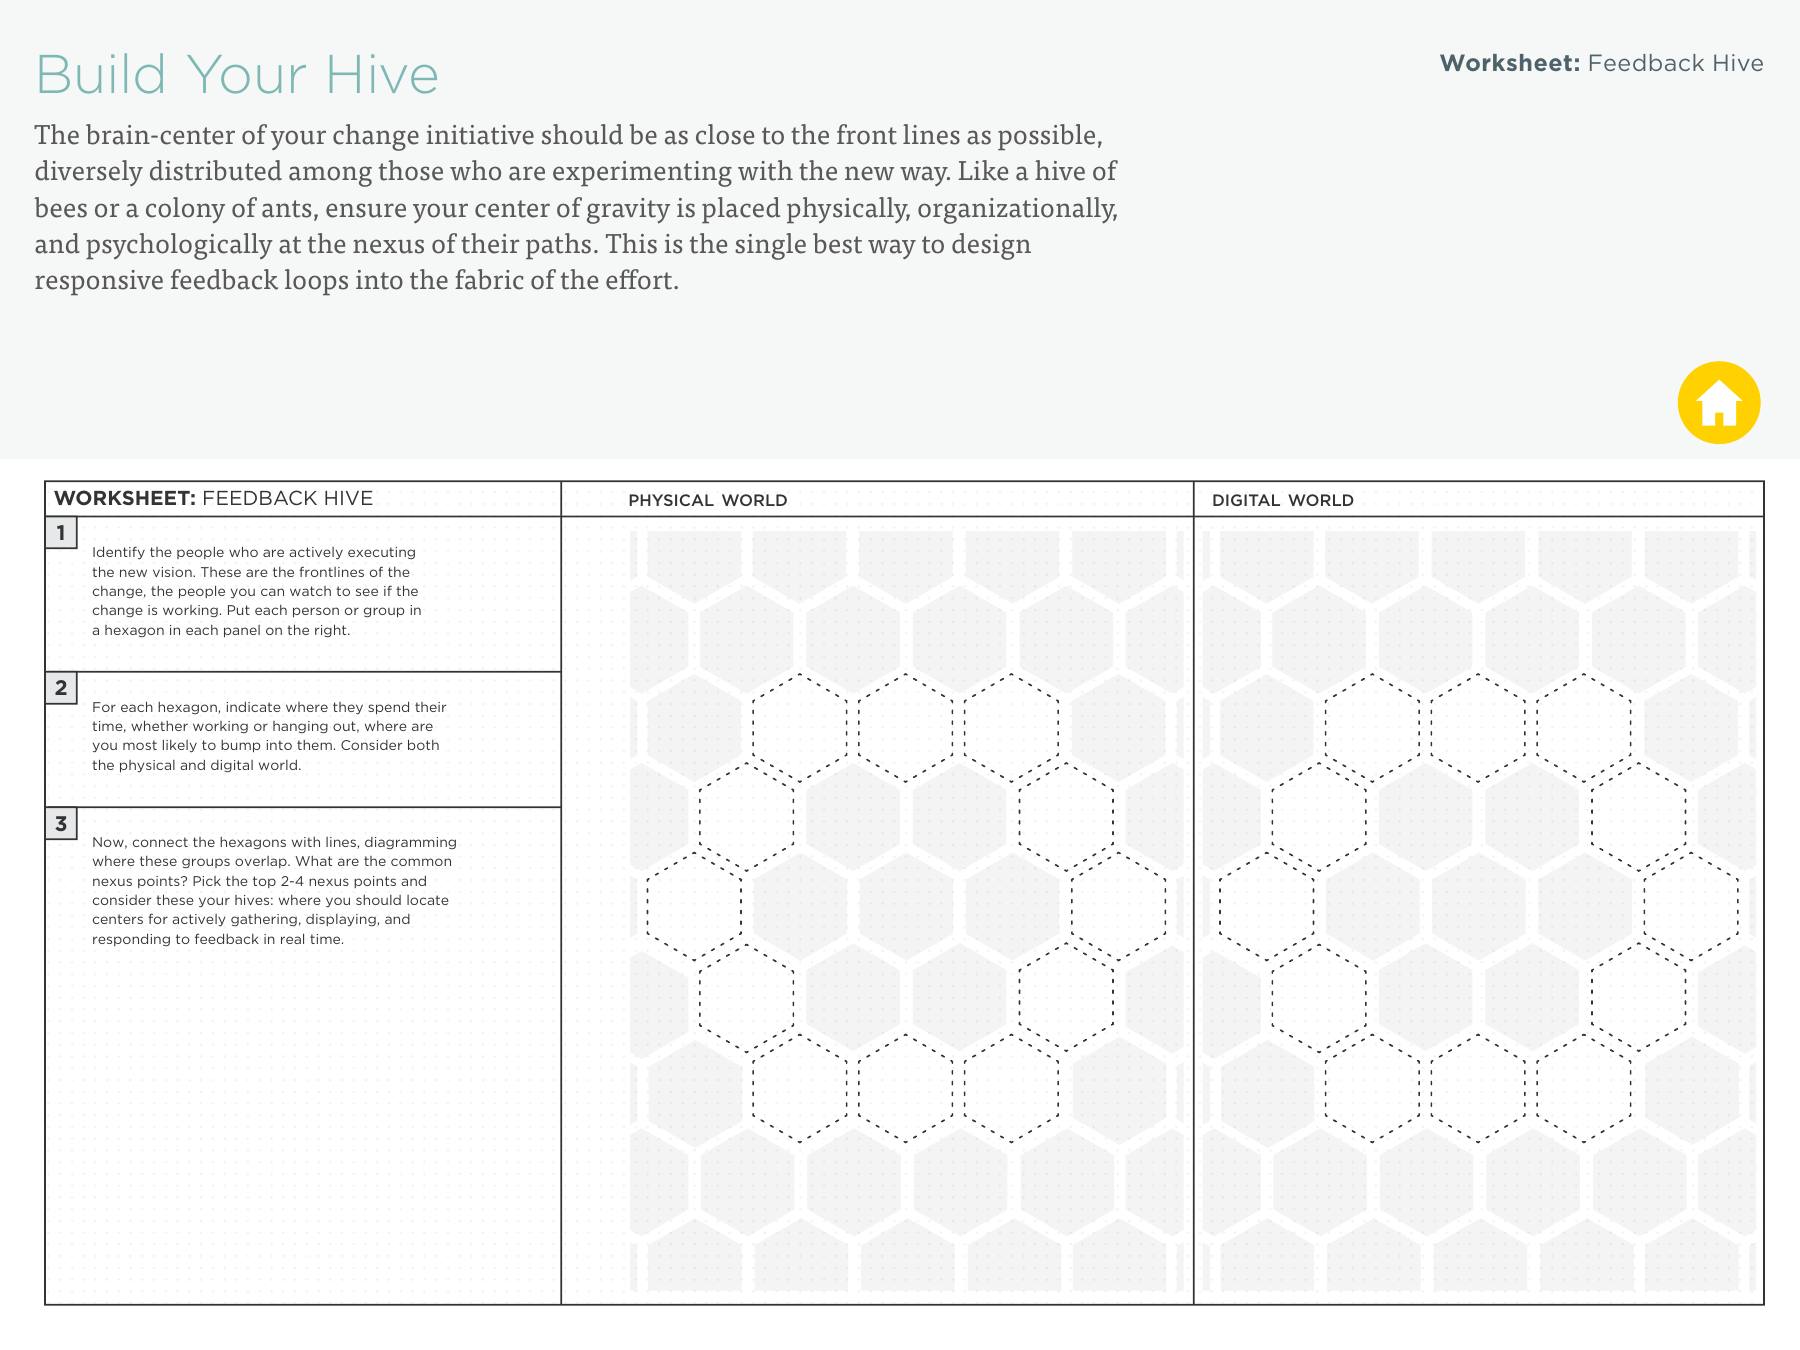 Build Your Hive
Worksheet: Feedback Hive
The brain-center of your change initiative should be as close to the front lines as possible,
diversely distributed among those who are experimenting with the new way. Like a hive of
bees or a colony of ants, ensure your center of gravity is placed physically, organizationally,
and psychologically at the nexus of their paths. This is the single best way to design
responsive feedback loops into the fabric of the effort.
WORKSHEET: FEEDBACK HIVE
1
Identify the people who are actively executing
the new vision. These are the frontlines of the
change, the people you can watch to see if the
change is working. Put each person or group in
a hexagon in each panel on the right.
2
For each hexagon, indicate where they spend their
time, whether working or hanging out, where are
you most likely to bump into them. Consider both
the physical and digital world.
3
Now, connect the hexagons with lines, diagramming
where these groups overlap. What are the common
nexus points? Pick the top 2-4 nexus points and
consider these your hives: where you should locate
centers for actively gathering, displaying, and
responding to feedback in real time.
PHYSICAL WORLD
DIGITAL WORLD